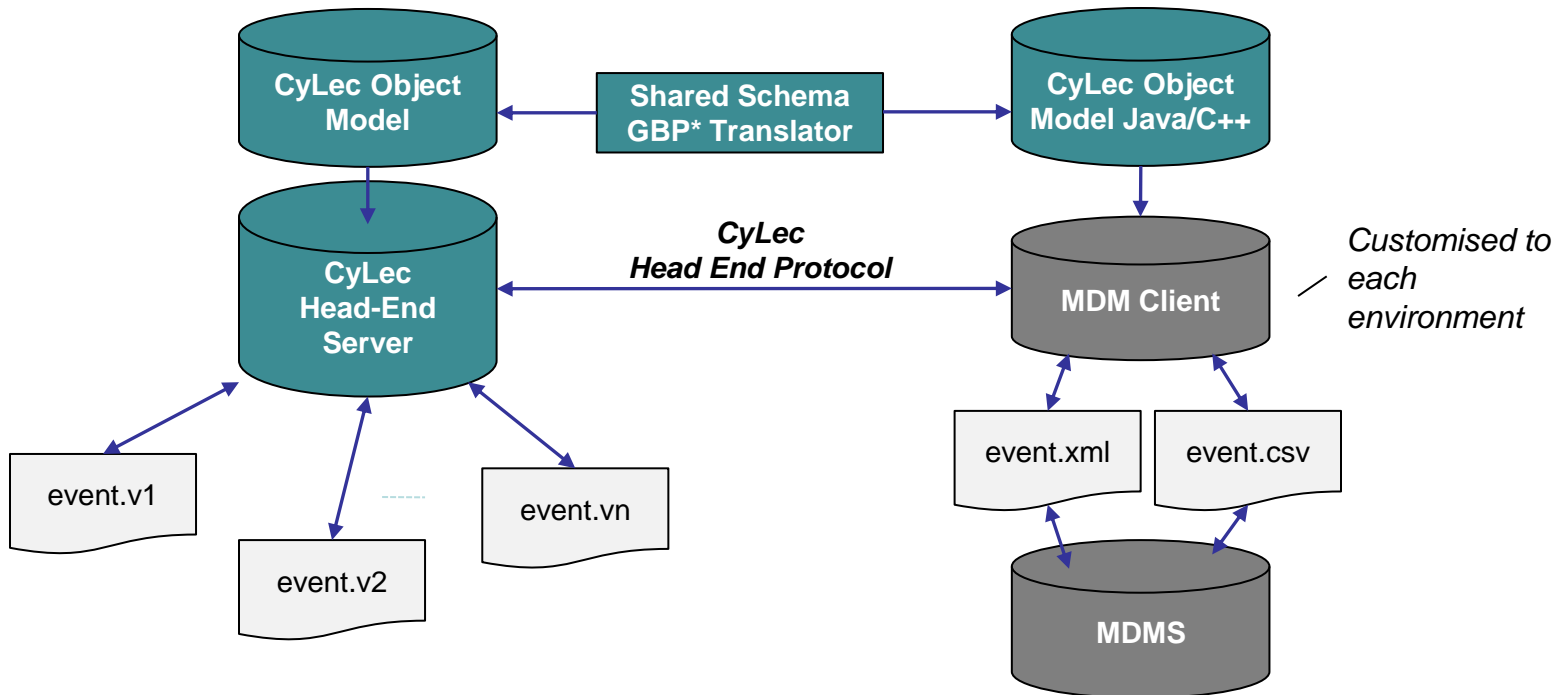 CyLec Object
Model
Shared Schema
GBP* Translator
CyLec Object
Model Java/C++
CyLec
Head-End
Server
CyLec
Head End Protocol
MDM Client
Customised to
each
environment
event.v1
event.v2
event.vn
event.xml
event.csv
MDMS